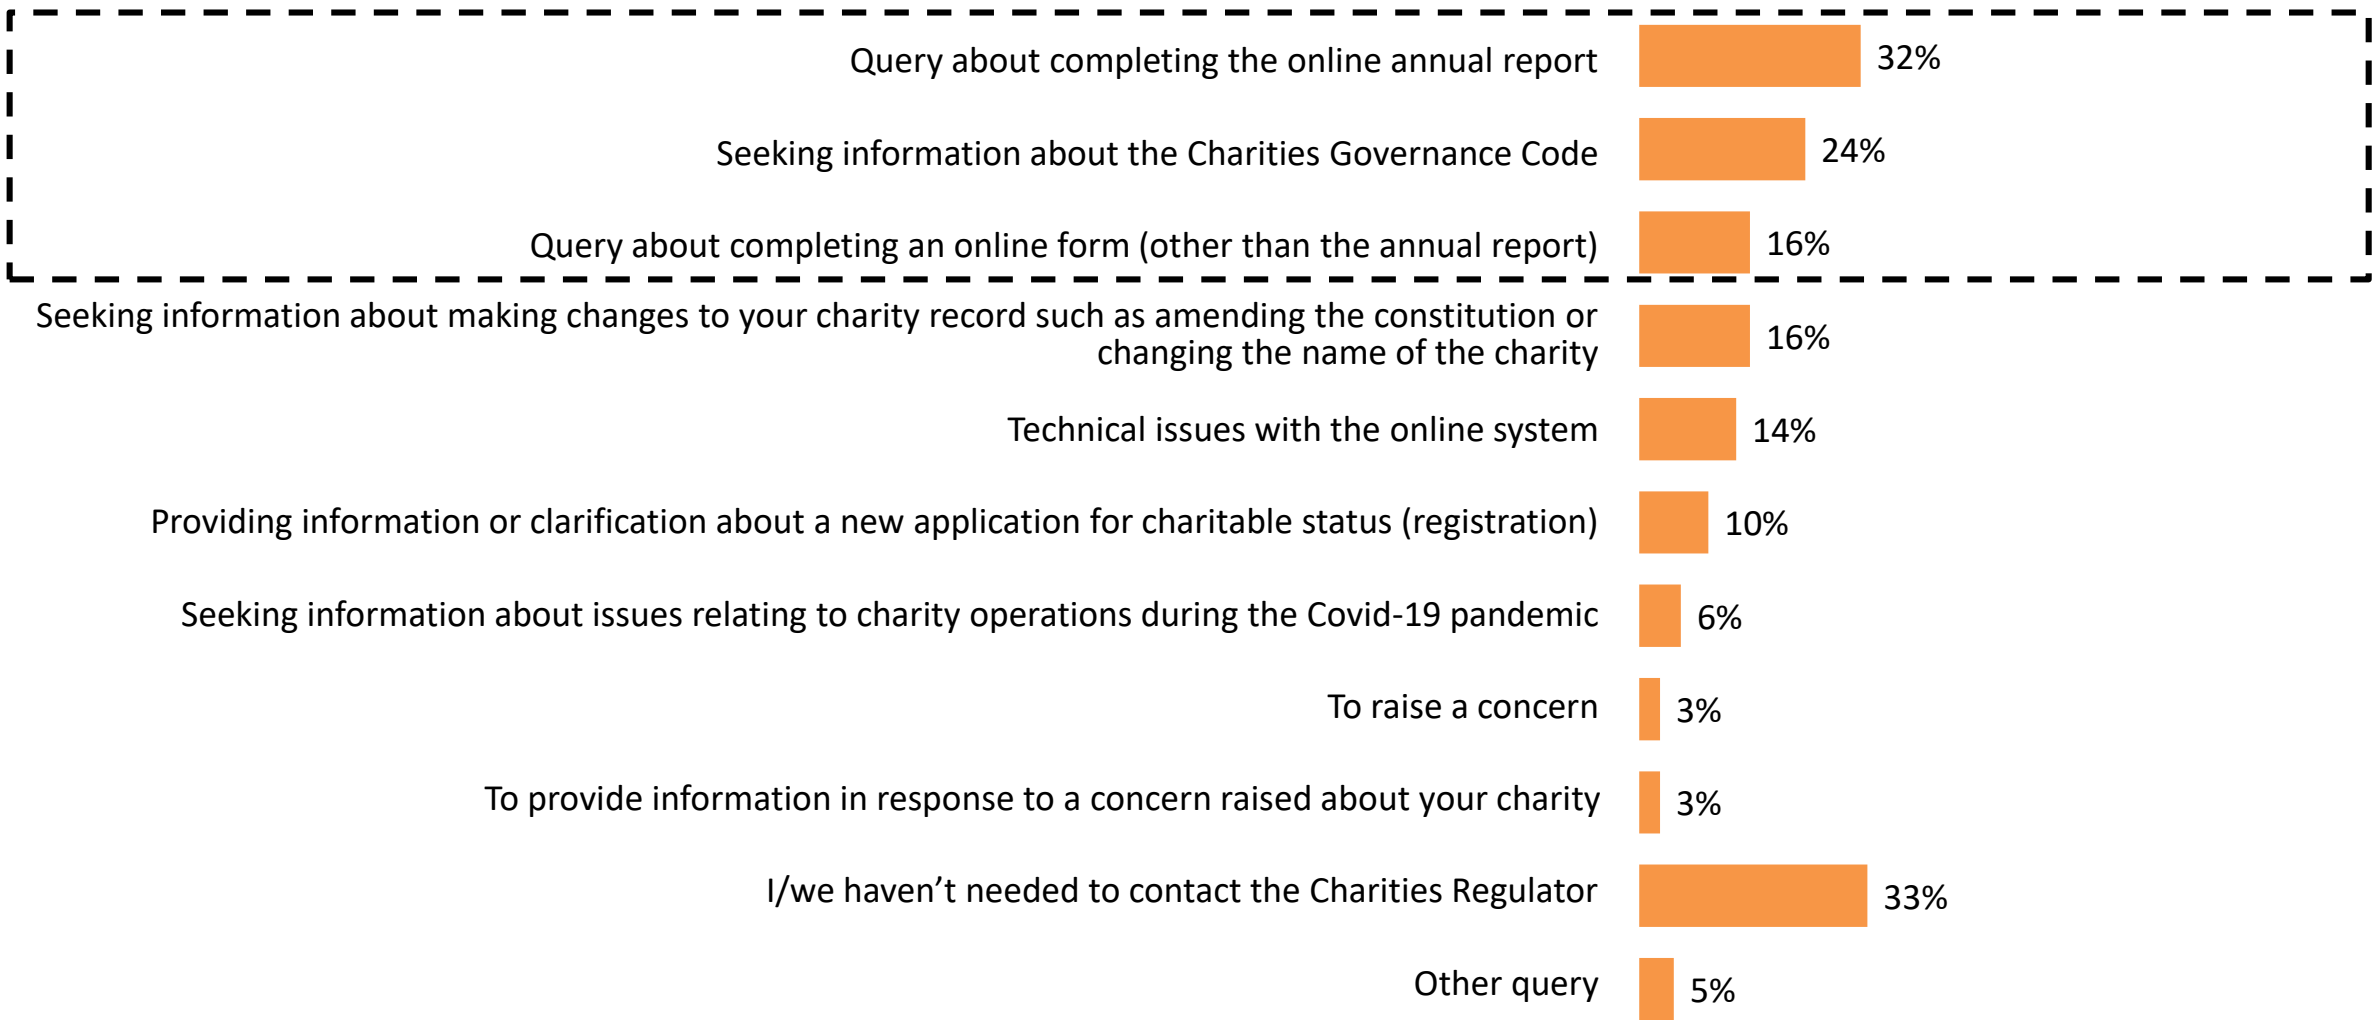 Query about completing the online annual report 32%
Seeking information about the Charities Governance Code 24%
Query about completing an online form (other than the annual report) 16%
Seeking information about making changes to your charity record such as amending the constitution or
changing the name of the charity 16%
Technical issues with the online system 14%
Providing information or clarification about a new application for charitable status (registration) 10%
Seeking information about issues relating to charity operations during the Covid-19 pandemic 6%
To raise a concern 3%
To provide information in response to a concern raised about your charity 3%
I/we haven’t needed to contact the Charities Regulator 33%
Other query 5%